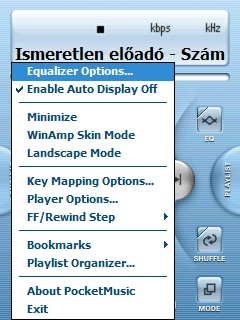 kbps kHz
Ismeretlen előadó - Szám
Equalizer Options...
Enable Auto Display Off
Minimize
WinAmp Skin Mode
Landscape Mode
Key Mapping Options...
Player Options...
FF/Rewind Step
Bookmarks
Playlist Organizer...
About PocketMusic
Exit
EQ
PLAYLIST
SHUFFLE
MODE